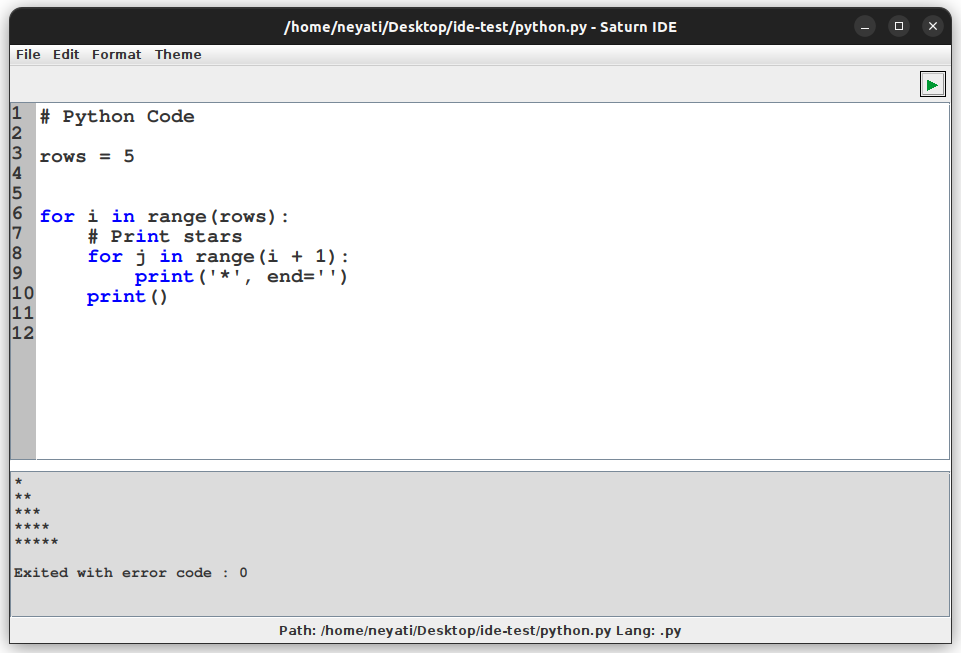 /home/neyati/Desktop/ide-test/python.py - Saturn IDE
File Edit Format Theme
1 # Python Code
2
3 rows = 5
4
5
6 for i in range(rows):
7     # Print stars
8     for j in range(i + 1):
9         print('*', end='')
10     print()
11
12
*
**
***
****
*****
Exited with error code : 0
Path: /home/neyati/Desktop/ide-test/python.py Lang: .py